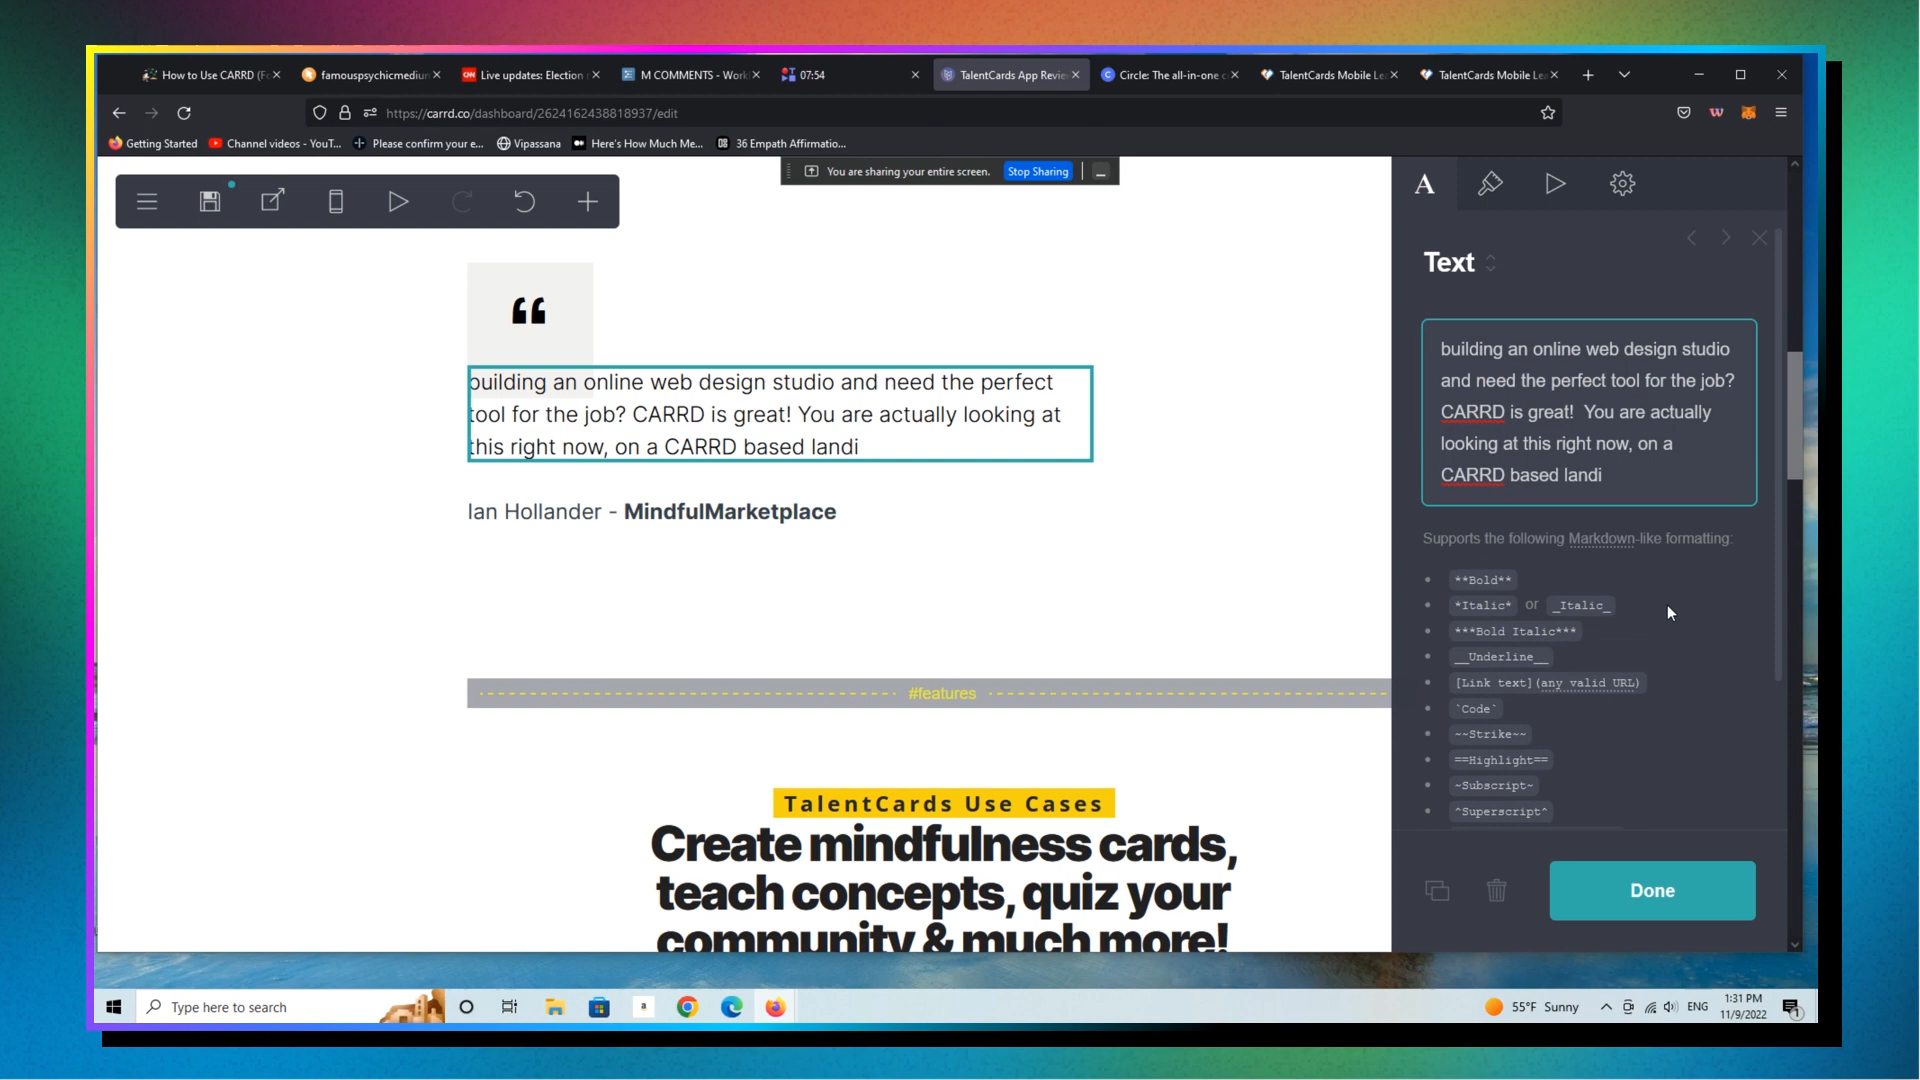 How to Use CARRD (Fo
famouspsychicmedium
CNN Live updates: Election r
M COMMENTS - Work
07:54
TalentCards App Revie
Circle: The all-in-one c
TalentCards Mobile Le
TalentCards Mobile Le
https://carrd.co/dashboard/2624162438818937/edit
Getting Started
Channel videos - YouT...
Please confirm your e...
Vipassana
Here's How Much Me...
36 Empath Affirmatio...
You are sharing your entire screen.
Stop Sharing
“
building an online web design studio and need the perfect
tool for the job? CARRD is great! You are actually looking at
this right now, on a CARRD based landi
Ian Hollander - MindfulMarketplace
#features
TalentCards Use Cases
Create mindfulness cards,
teach concepts, quiz your
community & much more!
A
Text
building an online web design studio
and need the perfect tool for the job?
CARRD is great!  You are actually
looking at this right now, on a
CARRD based landi
Supports the following Markdown-like formatting:
**Bold**
*Italic* or _Italic_
***Bold Italic***
__Underline__
[Link text](any valid URL)
`Code`
~~Strike~~
==Highlight==
~Subscript~
^Superscript^
Done
Type here to search
a
55°F Sunny
ENG
1:31 PM
11/9/2022
1